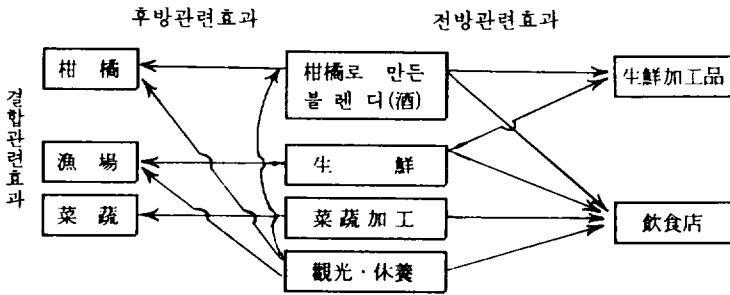 후방관련효과
전방관련효과
결합관련효과
柑 橘
漁 場
菜 蔬
柑橘로 만든
블 렌 디(酒)
生 鮮
菜蔬加工
觀光·休養
生鮮加工品
飮食店